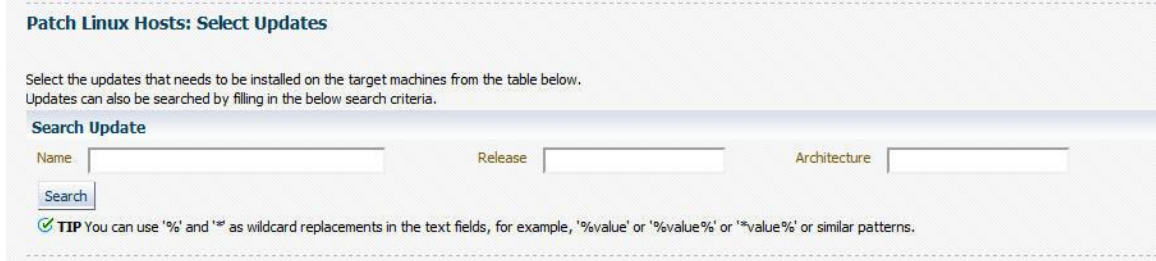 Patch Linux Hosts: Select Updates
Select the updates that needs to be installed on the target machines from the table below.
Updates can also be searched by filling in the below search criteria.
Search Update
Name Release Architecture
Search
TIP You can use '%' and '*' as wildcard replacements in the text fields, for example, '%value' or '%value%' or '*value%' or similar patterns.